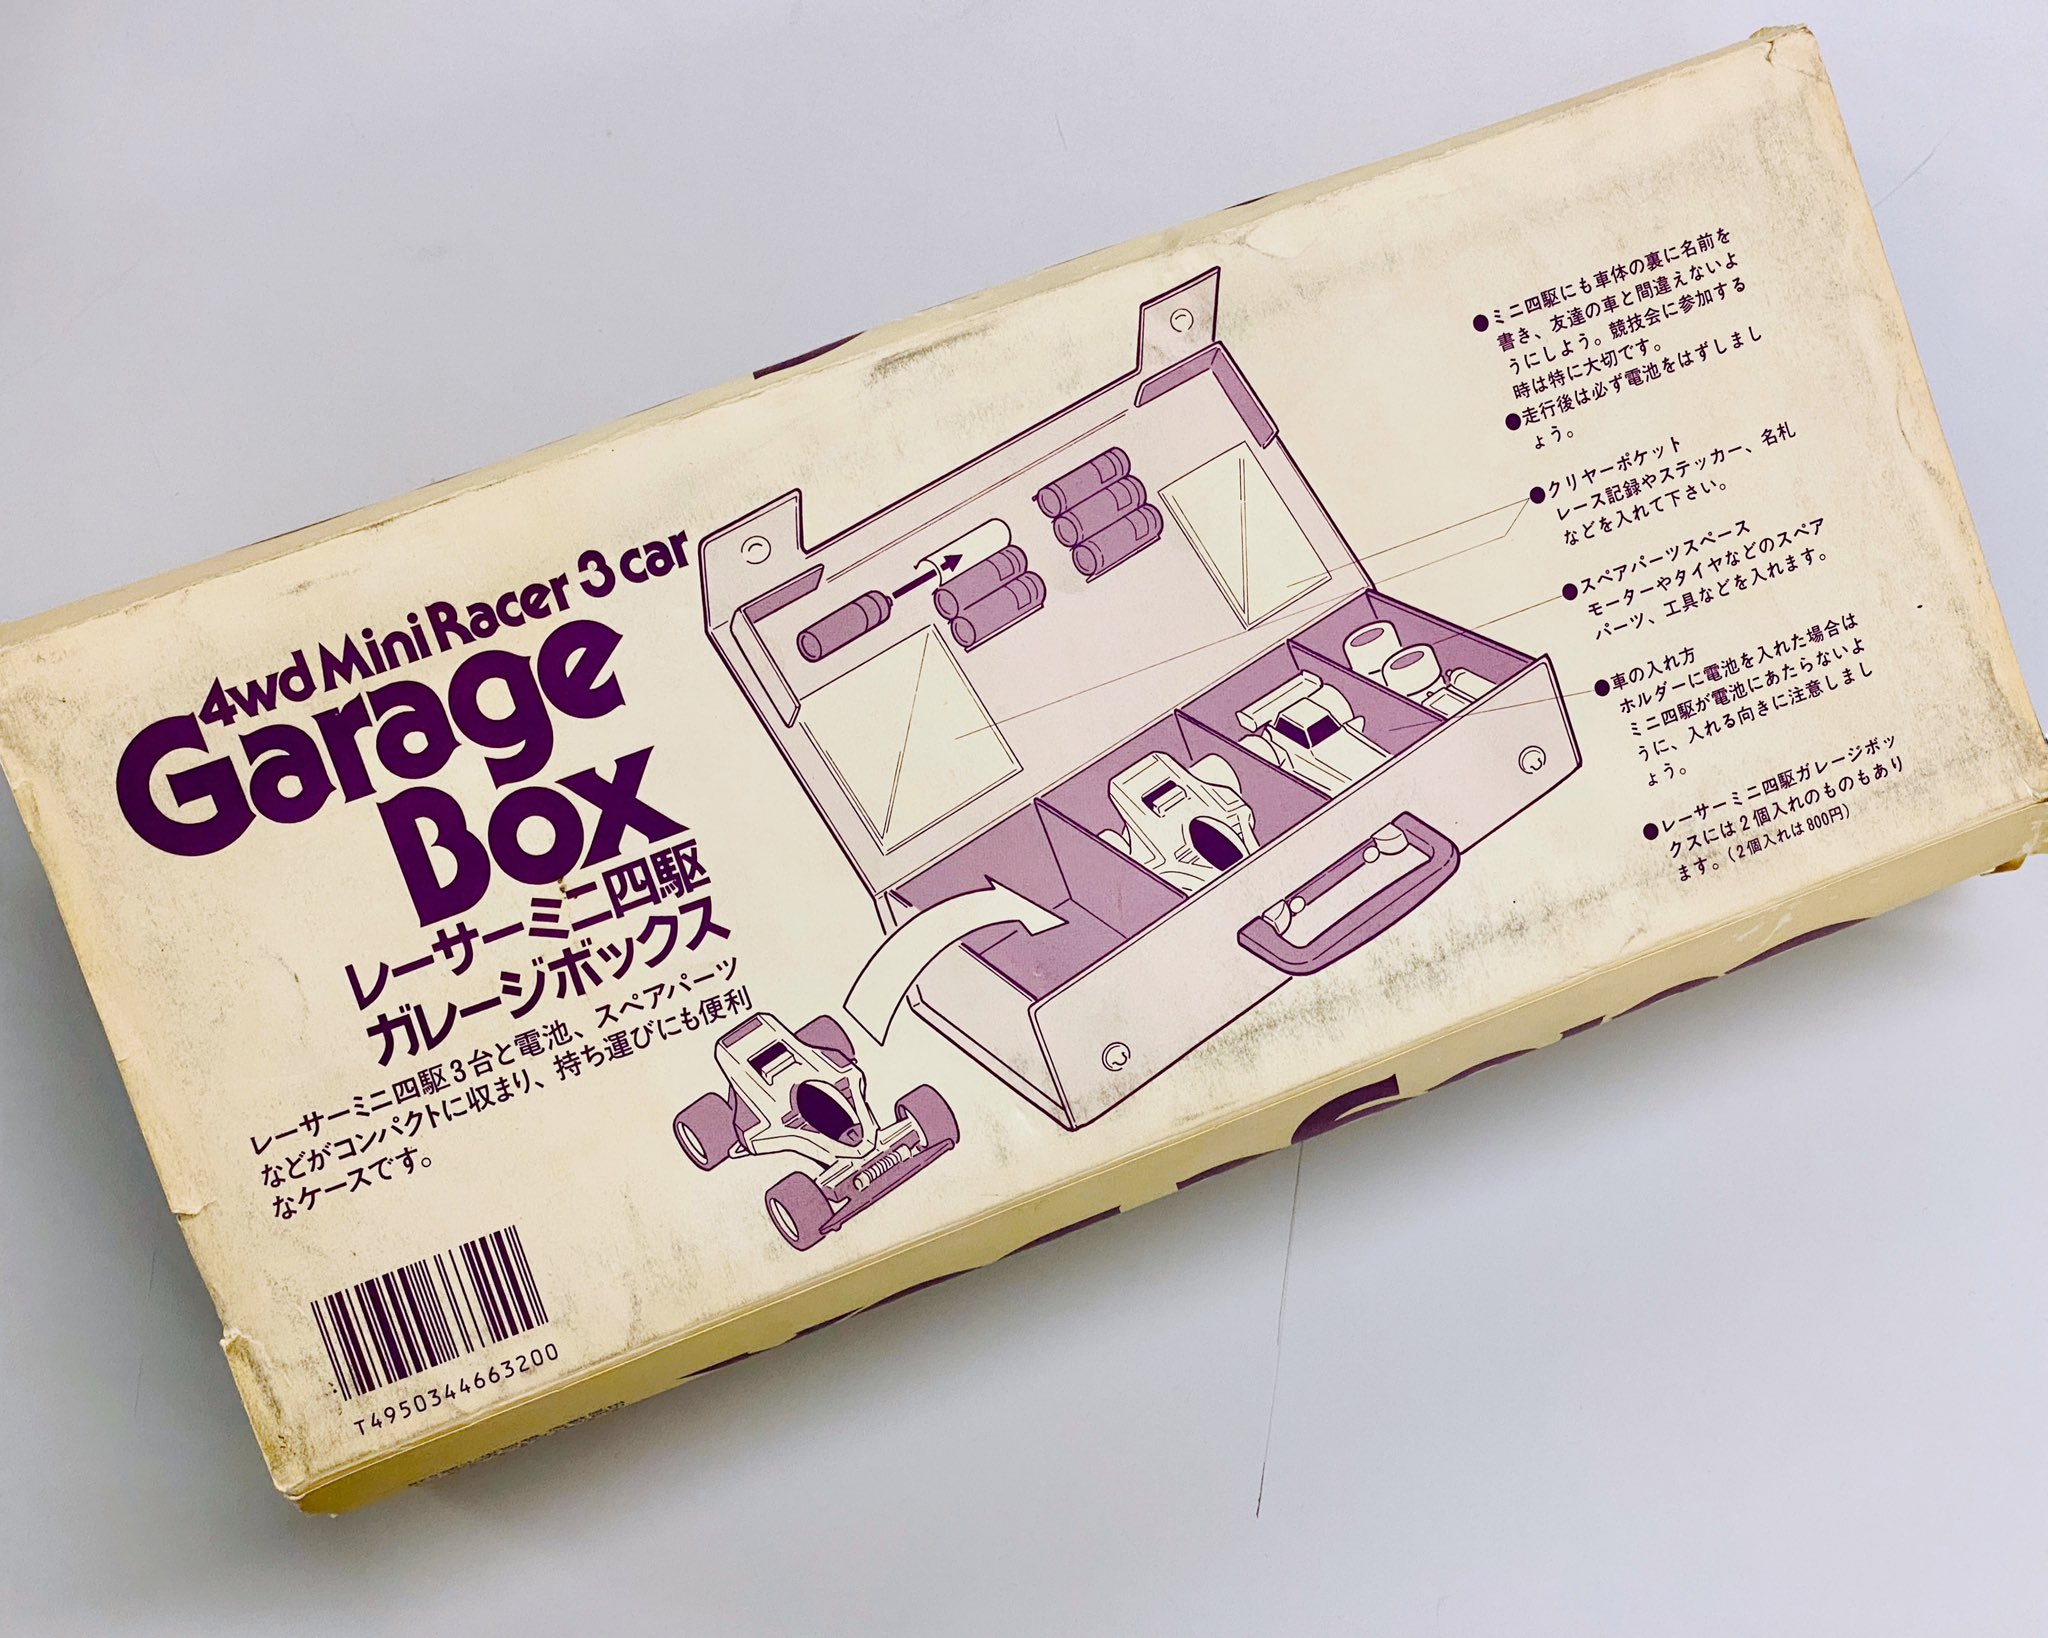 4wd Mini Racer 3 car
Garage
Box
レーサーミニ四駆
ガレージボックス
レーサーミニ四駆3台と電池、スペアパーツ
などがコンパクトに収まり、持ち運びにも便利
なケースです。
T4950344663200
●ミニ四駆にも車体の裏に名前を
書き、友達の車と間違えないよ
うにしよう。競技会に参加する
時は特に大切です。
●走行後は必ず電池をはずしまし
ょう。
●クリヤーポケット
レース記録やステッカー、名札
などを入れて下さい。
●スペアパーツスペース
モーターやタイヤなどのスペア
パーツ、工具などを入れます。
●車の入れ方
ホルダーに電池を入れた場合は
ミニ四駆が電池にあたらないよ
うに、入れる向きに注意しまし
ょう。
●レーサーミニ四駆ガレージボッ
クスには2個入れのものもあり
ます。(2個入れは800円)